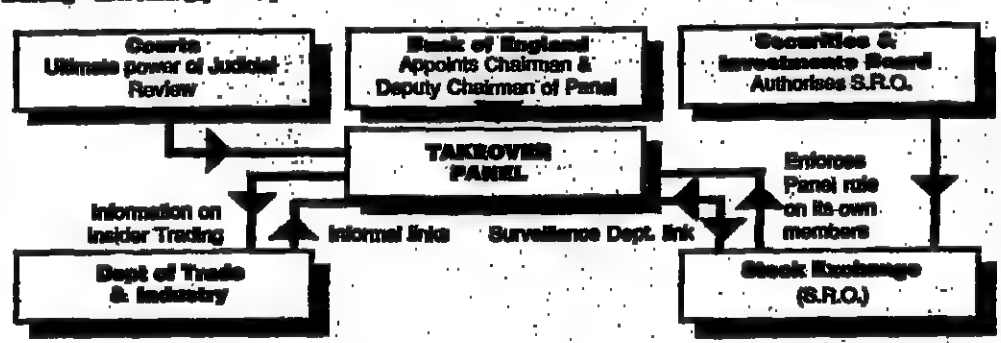 Courts
Ultimate power of Judicial
Review
Bank of England
Appoints Chairman &
Deputy Chairman of Panel
Securities &
Investments Board
Authorises S.R.O.
TAKEOVER
PANEL
Enforces
Panel rule
on its own
members
Information on
Insider Trading
Informal links
Surveillance Dept. link
Dept of Trade
& Industry
Stock Exchange
(S.R.O.)